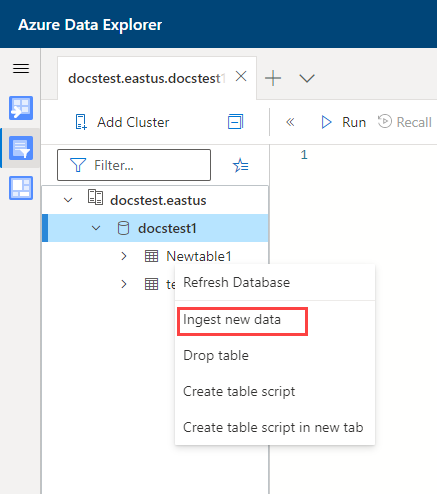 Azure Data Explorer
docstest.eastus.docstest1
Add Cluster
Run
Recall
Filter...
1
docstest.eastus
docstest1
Newtable1
Refresh Database
Ingest new data
Drop table
Create table script
Create table script in new tab